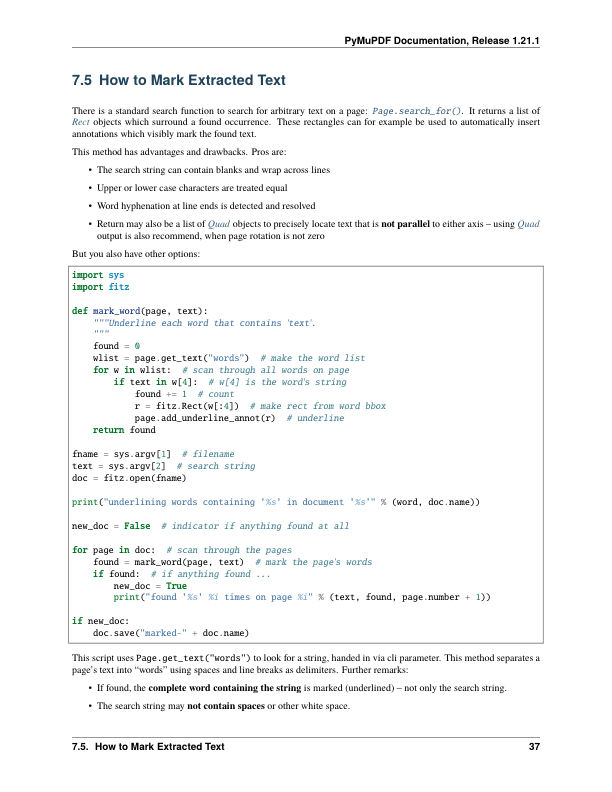 PyMuPDF Documentation, Release 1.21.1
7.5 How to Mark Extracted Text
There is a standard search function to search for arbitrary text on a page: Page.search_for(). It returns a list of
Rect objects which surround a found occurrence. These rectangles can for example be used to automatically insert
annotations which visibly mark the found text.
This method has advantages and drawbacks. Pros are:
• The search string can contain blanks and wrap across lines
• Upper or lower case characters are treated equal
• Word hyphenation at line ends is detected and resolved
• Return may also be a list of Quad objects to precisely locate text that is not parallel to either axis – using Quad
output is also recommend, when page rotation is not zero
But you also have other options:
import sys
import fitz

def mark_word(page, text):
    """Underline each word that contains 'text'.
    """
    found = 0
    wlist = page.get_text("words")  # make the word list
    for w in wlist:  # scan through all words on page
        if text in w[4]:  # w[4] is the word's string
            found += 1  # count
            r = fitz.Rect(w[:4])  # make rect from word bbox
            page.add_underline_annot(r)  # underline
    return found

fname = sys.argv[1]  # filename
text = sys.argv[2]  # search string
doc = fitz.open(fname)

print("underlining words containing '%s' in document '%s'" % (word, doc.name))

new_doc = False  # indicator if anything found at all

for page in doc:  # scan through the pages
    found = mark_word(page, text)  # mark the page's words
    if found:  # if anything found ...
        new_doc = True
        print("found '%s' %i times on page %i" % (text, found, page.number + 1))

if new_doc:
    doc.save("marked-" + doc.name)
This script uses Page.get_text("words") to look for a string, handed in via cli parameter. This method separates a
page's text into “words” using spaces and line breaks as delimiters. Further remarks:
• If found, the complete word containing the string is marked (underlined) – not only the search string.
• The search string may not contain spaces or other white space.
7.5. How to Mark Extracted Text 37